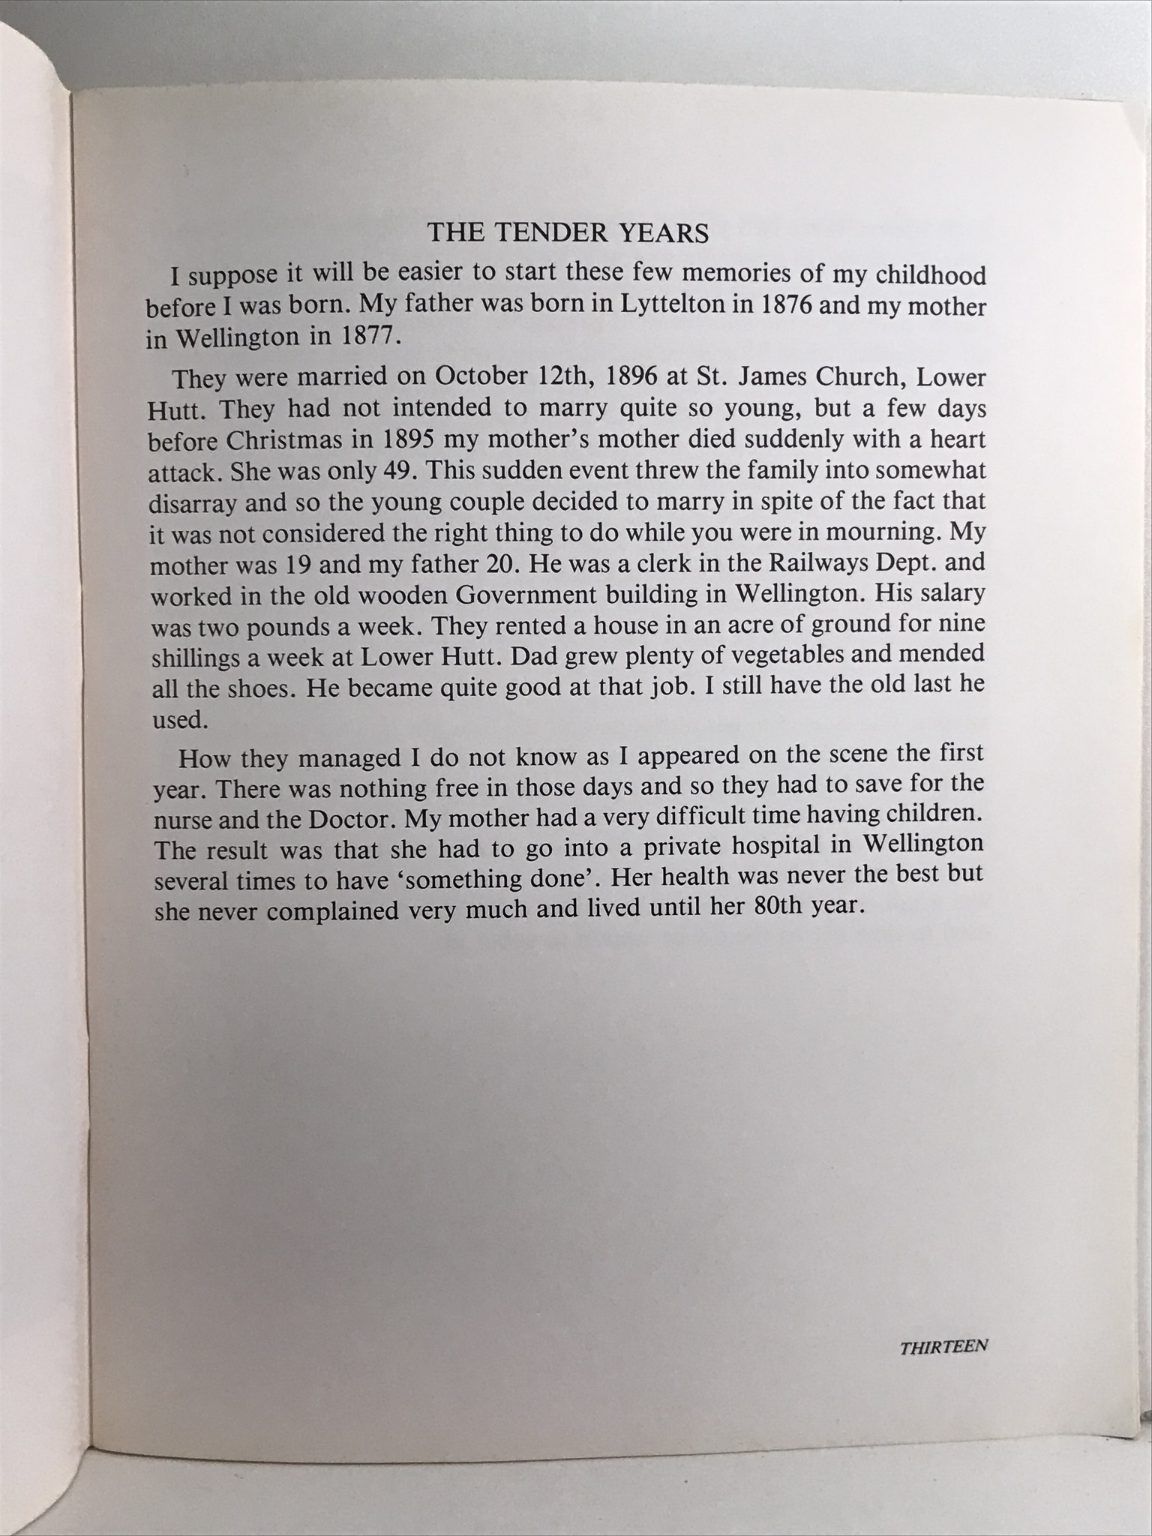 THE TENDER YEARS
I suppose it will be easier to start these few memories of my childhood
before I was born. My father was born in Lyttelton in 1876 and my mother
in Wellington in 1877.
They were married on October 12th, 1896 at St. James Church, Lower
Hutt. They had not intended to marry quite so young, but a few days
before Christmas in 1895 my mother's mother died suddenly with a heart
attack. She was only 49. This sudden event threw the family into somewhat
disarray and so the young couple decided to marry in spite of the fact that
it was not considered the right thing to do while you were in mourning. My
mother was 19 and my father 20. He was a clerk in the Railways Dept. and
worked in the old wooden Government building in Wellington. His salary
was two pounds a week. They rented a house in an acre of ground for nine
shillings a week at Lower Hutt. Dad grew plenty of vegetables and mended
all the shoes. He became quite good at that job. I still have the old last he
used.
How they managed I do not know as I appeared on the scene the first
year. There was nothing free in those days and so they had to save for the
nurse and the Doctor. My mother had a very difficult time having children.
The result was that she had to go into a private hospital in Wellington
several times to have ‘something done’. Her health was never the best but
she never complained very much and lived until her 80th year.
THIRTEEN